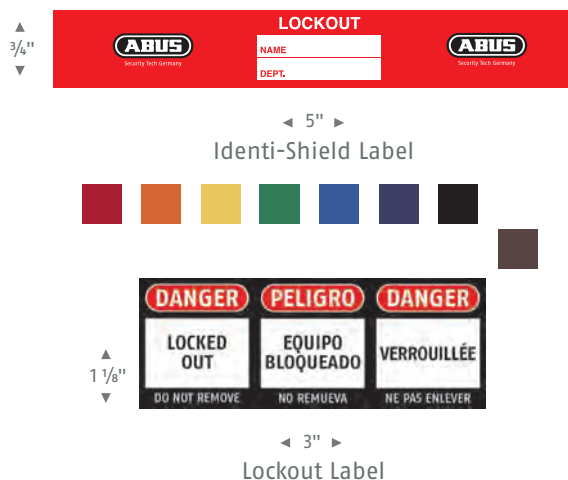 LOCKOUT
ABUS
Security Tech Germany
NAME
DEPT.
ABUS
Security Tech Germany
3/4"
5"
Identi-Shield Label
DANGER PELIGRO DANGER
LOCKED OUT
EQUIPO BLOQUEADO
VERROUILLÉE
DO NOT REMOVE NO REMUEVA NE PAS ENLEVER
1 1/8"
3"
Lockout Label